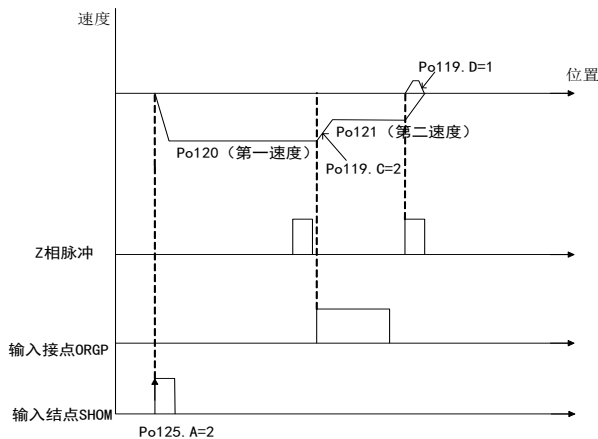 速度
Po119.D=1
位置
Po120（第一速度）
Po121（第二速度）
Po119.C=2
Z相脉冲
输入接点ORGP
输入结点SHOM
Po125.A=2